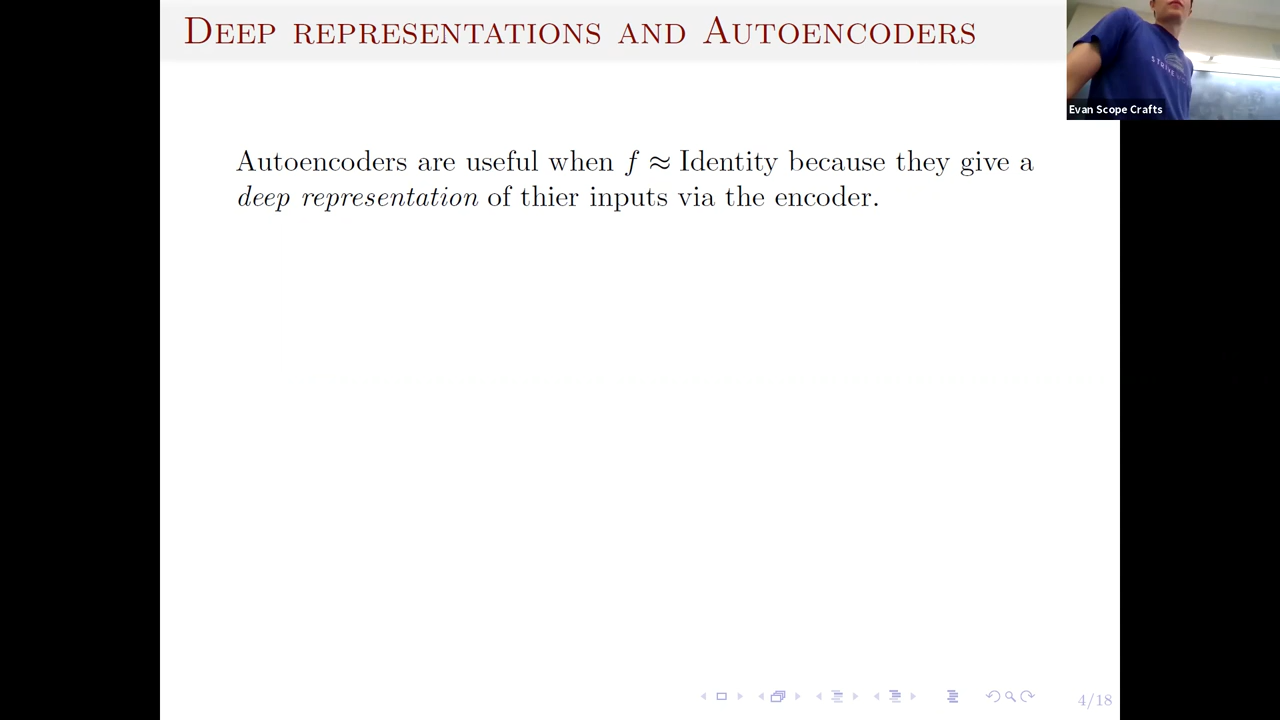 Deep representations and Autoencoders
Evan Scope Crafts
Autoencoders are useful when f ≈ Identity because they give a
deep representation of thier inputs via the encoder.
4/18